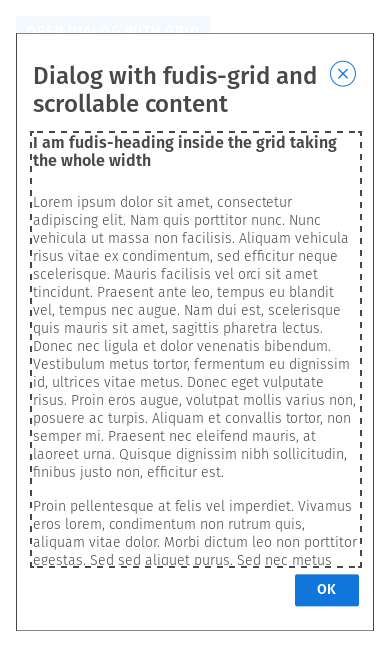 OPEN DIALOG WITH GRID
Dialog with fudis-grid and
scrollable content
I am fudis-heading inside the grid taking
the whole width
Lorem ipsum dolor sit amet, consectetur
adipiscing elit. Nam quis porttitor nunc. Nunc
vehicula ut massa non facilisis. Aliquam vehicula
risus vitae ex condimentum, sed efficitur neque
scelerisque. Mauris facilisis vel orci sit amet
tincidunt. Praesent ante leo, tempus eu blandit
vel, tempus nec augue. Nam dui est, scelerisque
quis mauris sit amet, sagittis pharetra lectus.
Donec nec ligula et dolor venenatis bibendum.
Vestibulum metus tortor, fermentum eu dignissim
id, ultrices vitae metus. Donec eget vulputate
risus. Proin eros augue, volutpat mollis varius non,
posuere ac turpis. Aliquam et convallis tortor, non
semper mi. Praesent nec eleifend mauris, at
laoreet urna. Quisque dignissim nibh sollicitudin,
finibus justo non, efficitur est.
Proin pellentesque at felis vel imperdiet. Vivamus
eros lorem, condimentum non rutrum quis,
aliquam vitae dolor. Morbi dictum leo non porttitor
egestas. Sed sed aliquet purus. Sed nec metus
OK